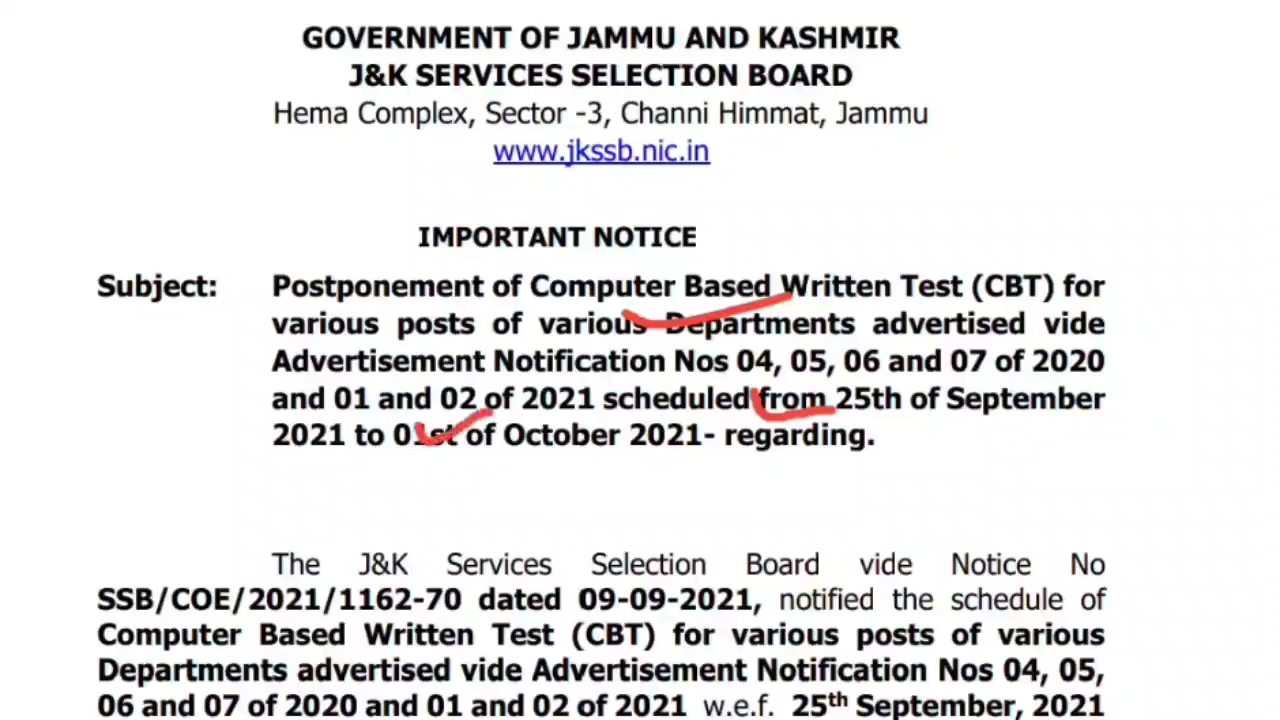 GOVERNMENT OF JAMMU AND KASHMIR
J&K SERVICES SELECTION BOARD
Hema Complex, Sector -3, Channi Himmat, Jammu
www.jkssb.nic.in
IMPORTANT NOTICE
Subject: Postponement of Computer Based Written Test (CBT) for
various posts of various Departments advertised vide
Advertisement Notification Nos 04, 05, 06 and 07 of 2020
and 01 and 02 of 2021 scheduled from 25th of September
2021 to 01st of October 2021- regarding.
The J&K Services Selection Board vide Notice No
SSB/COE/2021/1162-70 dated 09-09-2021, notified the schedule of
Computer Based Written Test (CBT) for various posts of various
Departments advertised vide Advertisement Notification Nos 04, 05,
06 and 07 of 2020 and 01 and 02 of 2021 w.e.f. 25th September, 2021